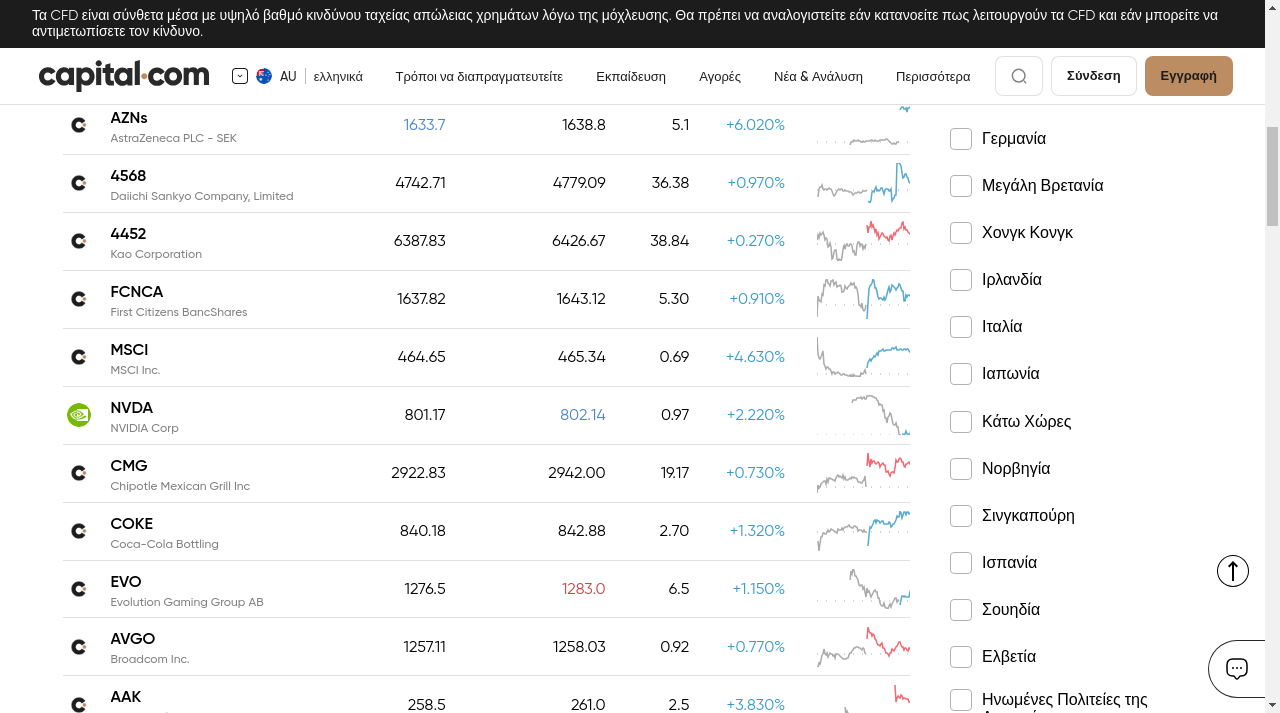 Τα CFD είναι σύνθετα μέσα με υψηλό βαθμό κινδύνου ταχείας απώλειας χρημάτων λόγω της μόχλευσης. Θα πρέπει να αναλογιστείτε εάν κατανοείτε πως λειτουργούν τα CFD και εάν μπορείτε να
αντιμετωπίσετε τον κίνδυνο.
capital.com AU ελληνικά Τρόποι να διαπραγματευτείτε Εκπαίδευση Αγορές Νέα & Ανάλυση Περισσότερα Σύνδεση Εγγραφή
AZNs
AstraZeneca PLC - SEK
1633.7 1638.8 5.1 +6.020%
4568
Daiichi Sankyo Company, Limited
4742.71 4779.09 36.38 +0.970%
4452
Kao Corporation
6387.83 6426.67 38.84 +0.270%
FCNCA
First Citizens BancShares
1637.82 1643.12 5.30 +0.910%
MSCI
MSCI Inc.
464.65 465.34 0.69 +4.630%
NVDA
NVIDIA Corp
801.17 802.14 0.97 +2.220%
CMG
Chipotle Mexican Grill Inc
2922.83 2942.00 19.17 +0.730%
COKE
Coca-Cola Bottling
840.18 842.88 2.70 +1.320%
EVO
Evolution Gaming Group AB
1276.5 1283.0 6.5 +1.150%
AVGO
Broadcom Inc.
1257.11 1258.03 0.92 +0.770%
AAK
258.5 261.0 2.5 +3.830%
Γερμανία
Μεγάλη Βρετανία
Χονγκ Κονγκ
Ιρλανδία
Ιταλία
Ιαπωνία
Κάτω Χώρες
Νορβηγία
Σινγκαπούρη
Ισπανία
Σουηδία
Ελβετία
Ηνωμένες Πολιτείες της